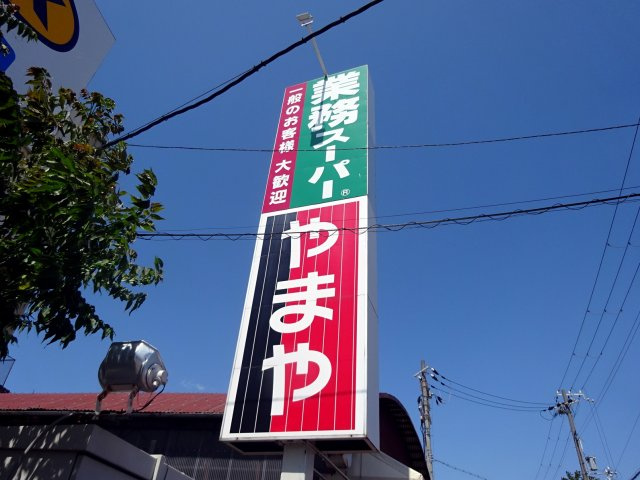 業務スーパー®
一般のお客様 大歓迎
やまや